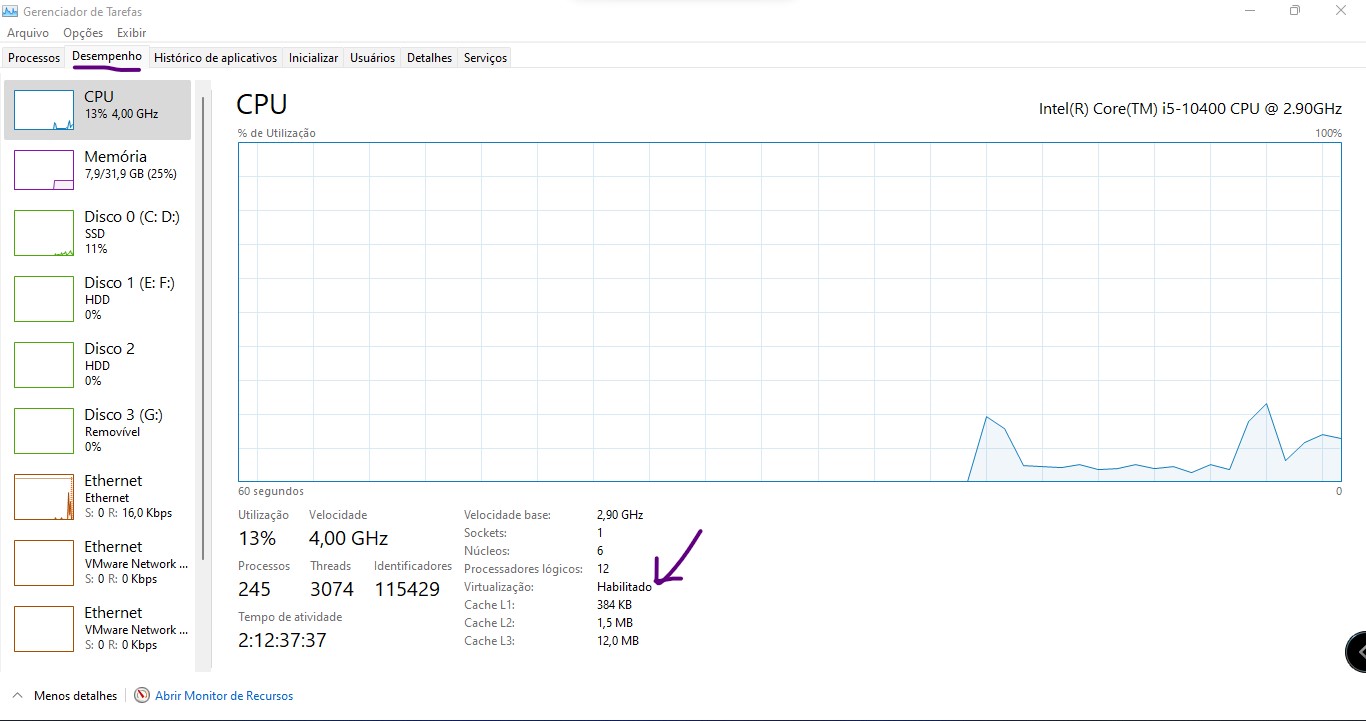 Gerenciador de Tarefas
Arquivo Opções Exibir
Processos Desempenho Histórico de aplicativos Inicializar Usuários Detalhes Serviços
CPU
13% 4,00 GHz
Memória
7,9/31,9 GB (25%)
Disco 0 (C: D:)
SSD
11%
Disco 1 (E: F:)
HDD
0%
Disco 2
HDD
0%
Disco 3 (G:)
Removível
0%
Ethernet
Ethernet
S: 0 R: 16,0 Kbps
Ethernet
VMware Network ...
S: 0 R: 0 Kbps
Ethernet
VMware Network ...
S: 0 R: 0 Kbps
CPU
Intel(R) Core(TM) i5-10400 CPU @ 2.90GHz
% de Utilização 100%
60 segundos 0
Utilização Velocidade
13% 4,00 GHz
Processos Threads Identificadores
245 3074 115429
Tempo de atividade
2:12:37:37
Velocidade base: 2,90 GHz
Sockets: 1
Núcleos: 6
Processadores lógicos: 12
Virtualização: Habilitado
Cache L1: 384 KB
Cache L2: 1,5 MB
Cache L3: 12,0 MB
Menos detalhes Abrir Monitor de Recursos